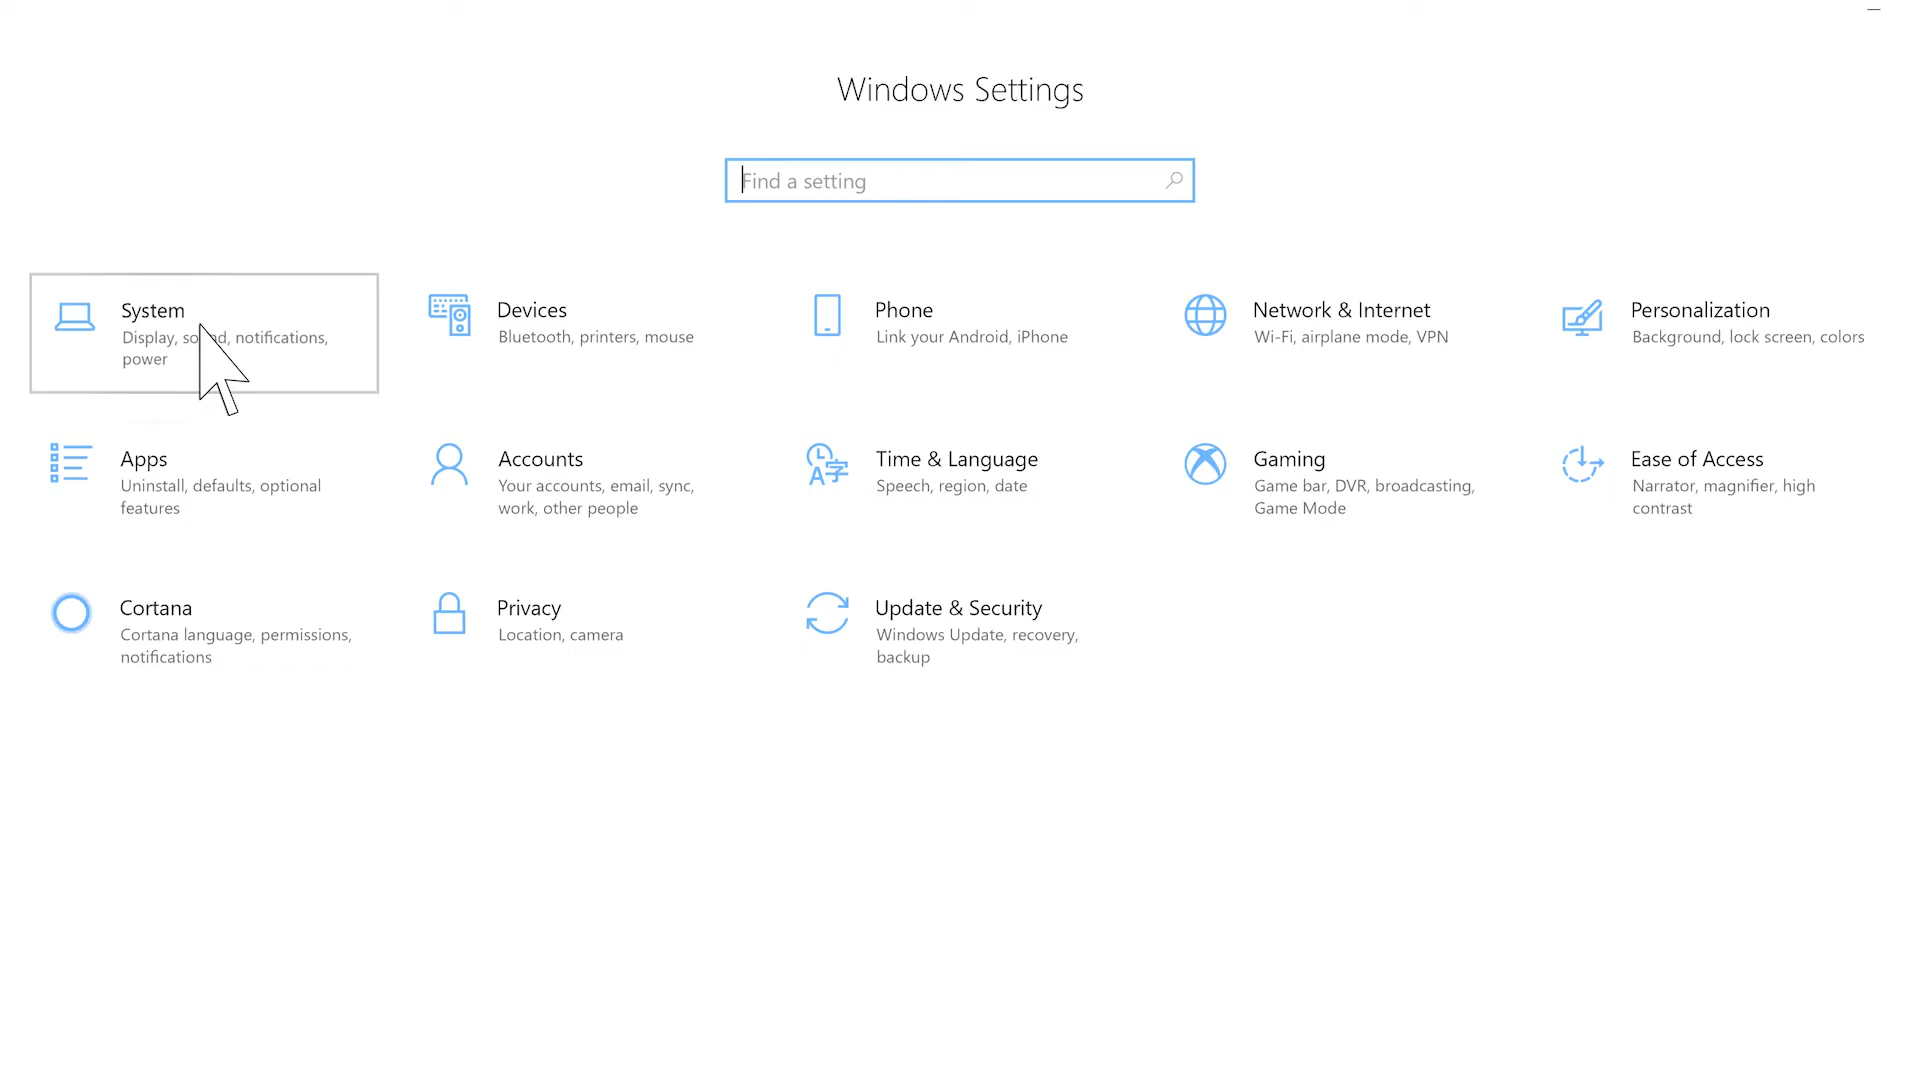 Windows Settings
Find a setting
System
Display, sound, notifications,
power
Devices
Bluetooth, printers, mouse
Phone
Link your Android, iPhone
Network & Internet
Wi-Fi, airplane mode, VPN
Personalization
Background, lock screen, colors
Apps
Uninstall, defaults, optional
features
Accounts
Your accounts, email, sync,
work, other people
Time & Language
Speech, region, date
Gaming
Game bar, DVR, broadcasting,
Game Mode
Ease of Access
Narrator, magnifier, high
contrast
Cortana
Cortana language, permissions,
notifications
Privacy
Location, camera
Update & Security
Windows Update, recovery,
backup